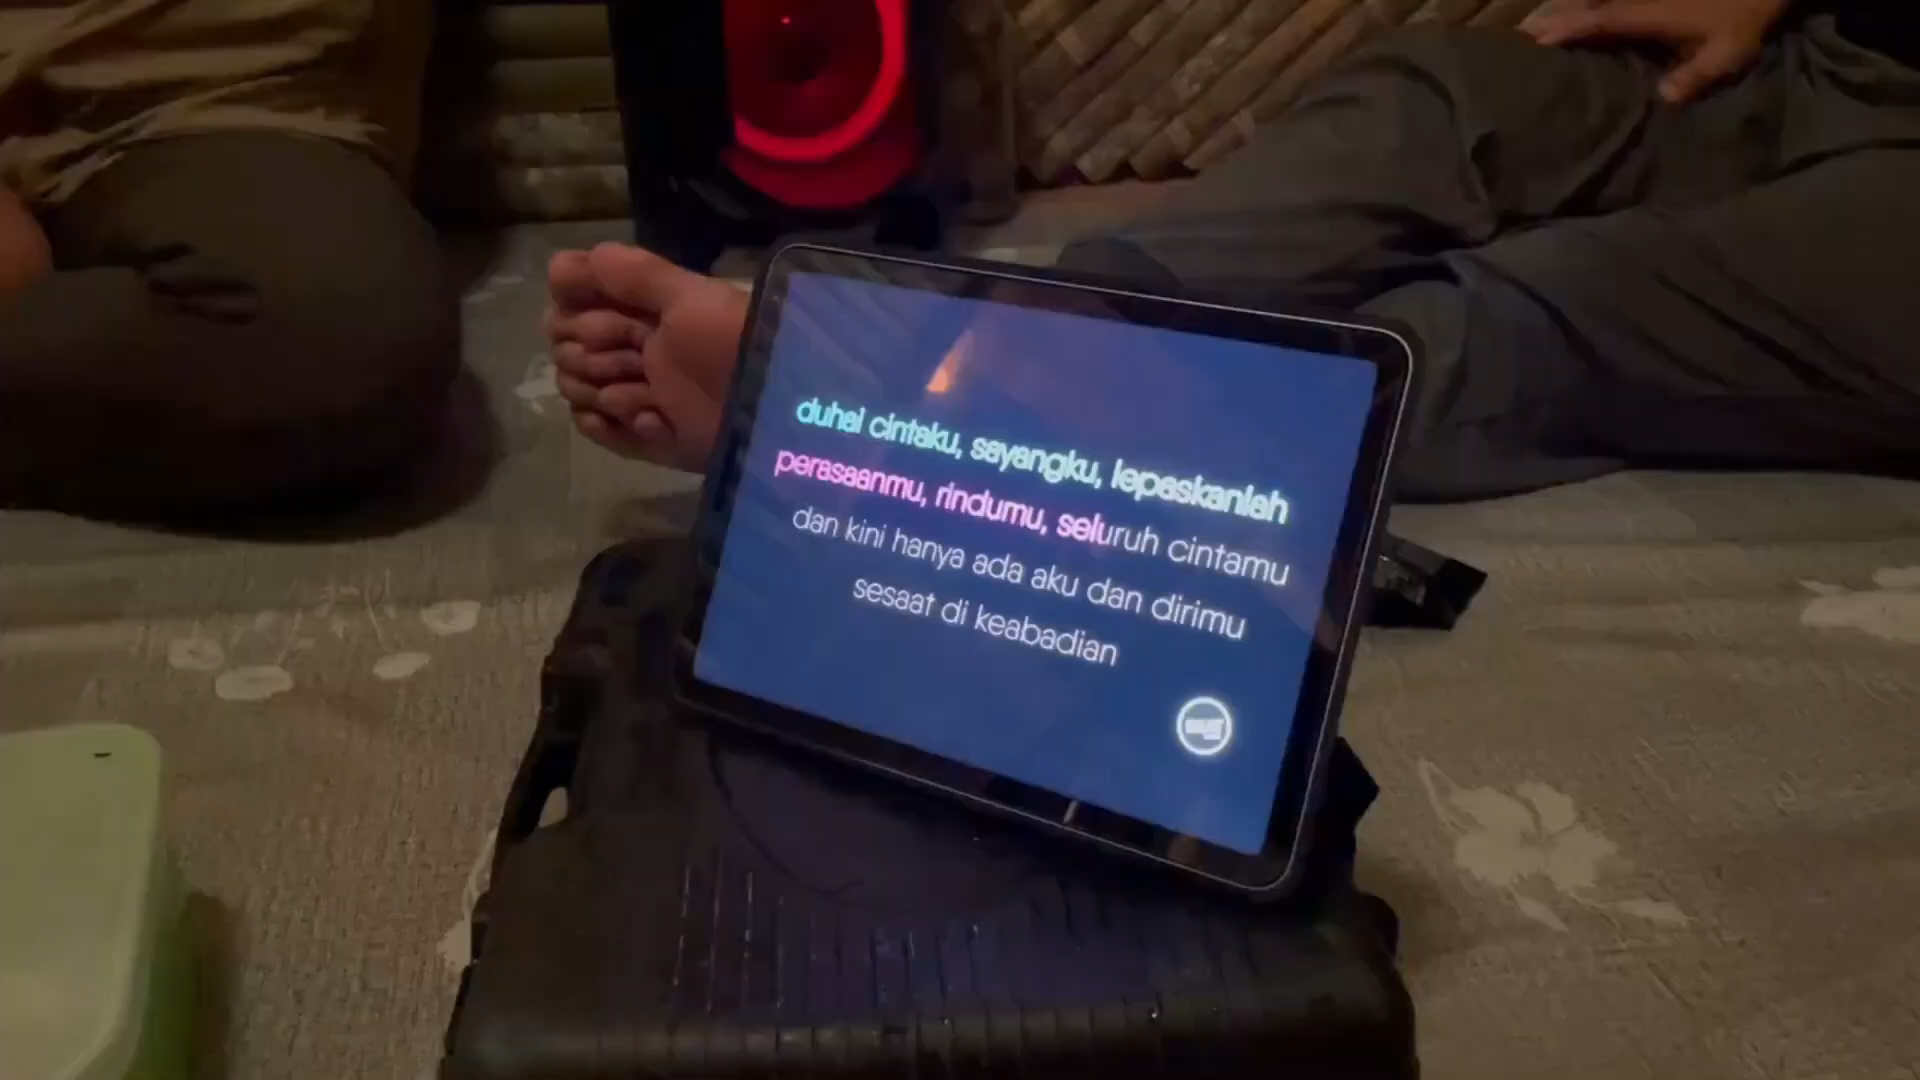 duhai cintaku, sayangku, lepaskanlah
perasaanmu, rindumu, seluruh cintamu
dan kini hanya ada aku dan dirimu
sesaat di keabadian